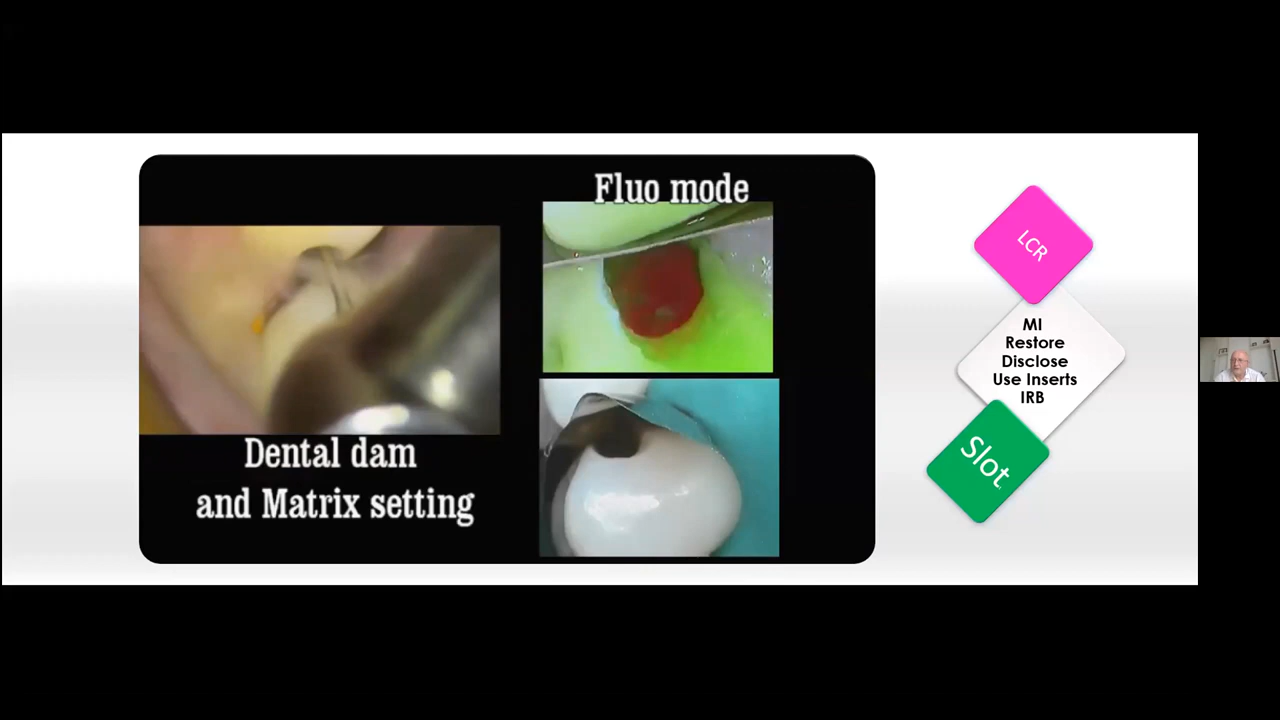 Fluo mode
Dental dam
and Matrix setting
LCR
MI
Restore
Disclose
Use Inserts
IRB
Slot